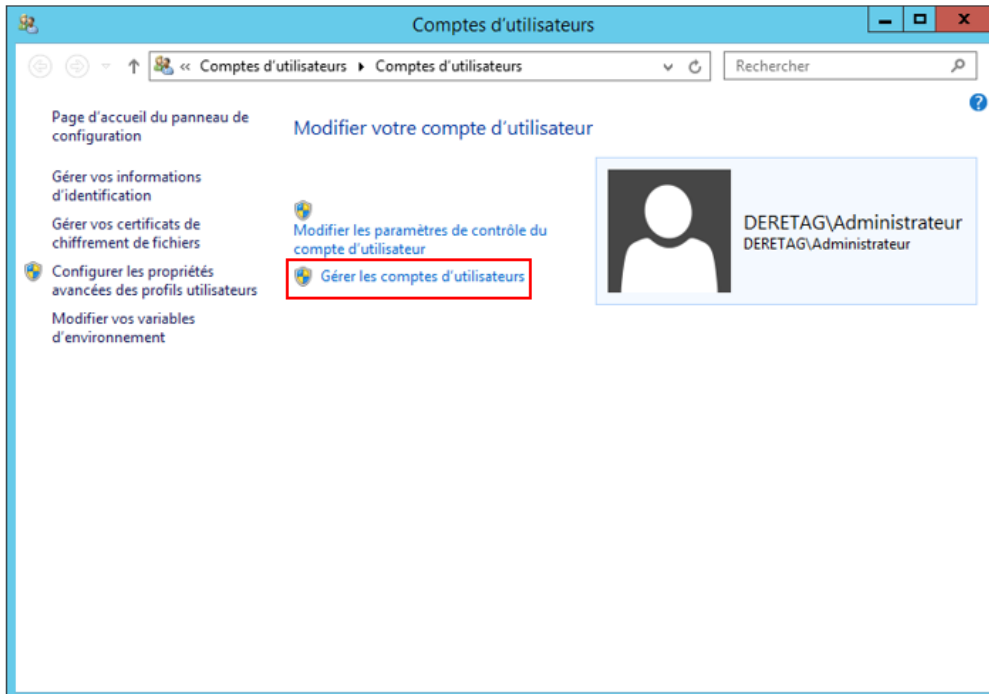 Comptes d'utilisateurs
« Comptes d'utilisateurs ▸ Comptes d'utilisateurs
Rechercher
Page d'accueil du panneau de
configuration
Gérer vos informations
d'identification
Gérer vos certificats de
chiffrement de fichiers
Configurer les propriétés
avancées des profils utilisateurs
Modifier vos variables
d'environnement
Modifier votre compte d'utilisateur
Modifier les paramètres de contrôle du
compte d'utilisateur
Gérer les comptes d'utilisateurs
DERETAG\Administrateur
DERETAG\Administrateur